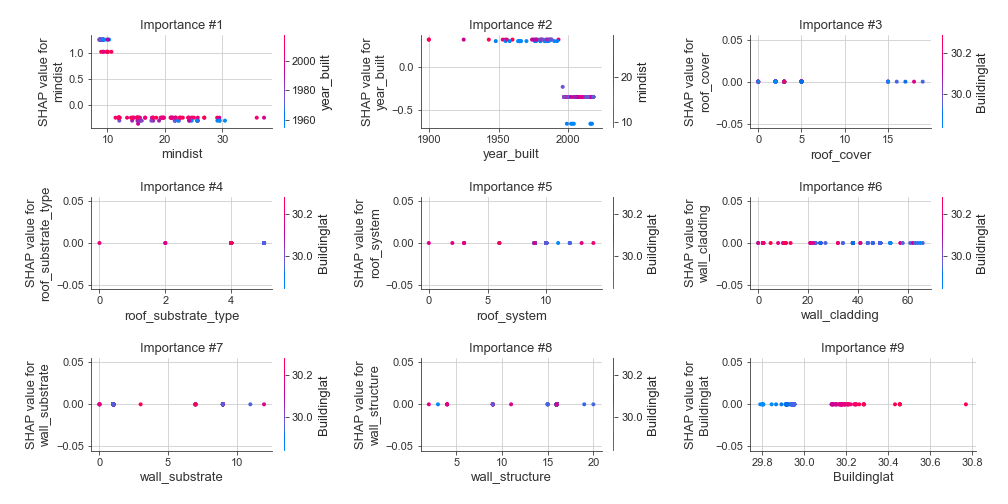 Importance #1
SHAP value for
mindist
1.0
0.5
0.0
10
20
30
mindist
2000
1980
1960
year_built
Importance #2
SHAP value for
year_built
0.0
−0.5
1900
1950
2000
year_built
20
10
mindist
Importance #3
SHAP value for
roof_cover
0.05
0.00
−0.05
0
5
10
15
roof_cover
30.2
30.0
Buildinglat
Importance #4
SHAP value for
roof_substrate_type
0.05
0.00
−0.05
0
2
4
roof_substrate_type
30.2
30.0
Buildinglat
Importance #5
SHAP value for
roof_system
0.05
0.00
−0.05
0
5
10
roof_system
30.2
30.0
Buildinglat
Importance #6
SHAP value for
wall_cladding
0.05
0.00
−0.05
0
20
40
60
wall_cladding
30.2
30.0
Buildinglat
Importance #7
SHAP value for
wall_substrate
0.05
0.00
−0.05
0
5
10
wall_substrate
30.2
30.0
Buildinglat
Importance #8
SHAP value for
wall_structure
0.05
0.00
−0.05
5
10
15
20
wall_structure
30.2
30.0
Buildinglat
Importance #9
SHAP value for
Buildinglat
0.05
0.00
−0.05
29.8
30.0
30.2
30.4
30.6
30.8
Buildinglat